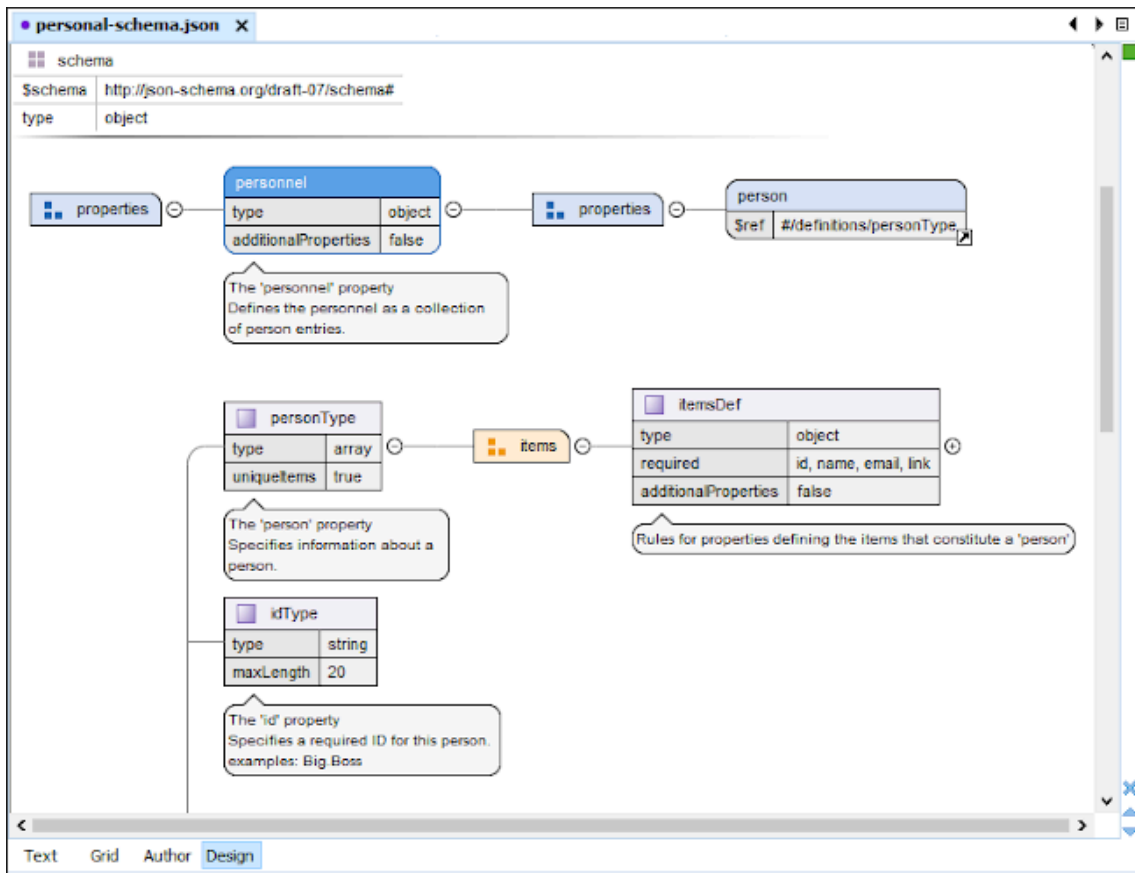 personal-schema.json
schema
$schema http://json-schema.org/draft-07/schema#
type object
properties
personnel
type object
additionalProperties false
properties
person
$ref #/definitions/personType
The 'personnel' property
Defines the personnel as a collection
of person entries.
personType
type array
uniqueItems true
items
itemsDef
type object
required id, name, email, link
additionalProperties false
The 'person' property
Specifies information about a
person.
Rules for properties defining the items that constitute a 'person'
idType
type string
maxLength 20
The 'id' property
Specifies a required ID for this person.
examples: Big.Boss
Text Grid Author Design